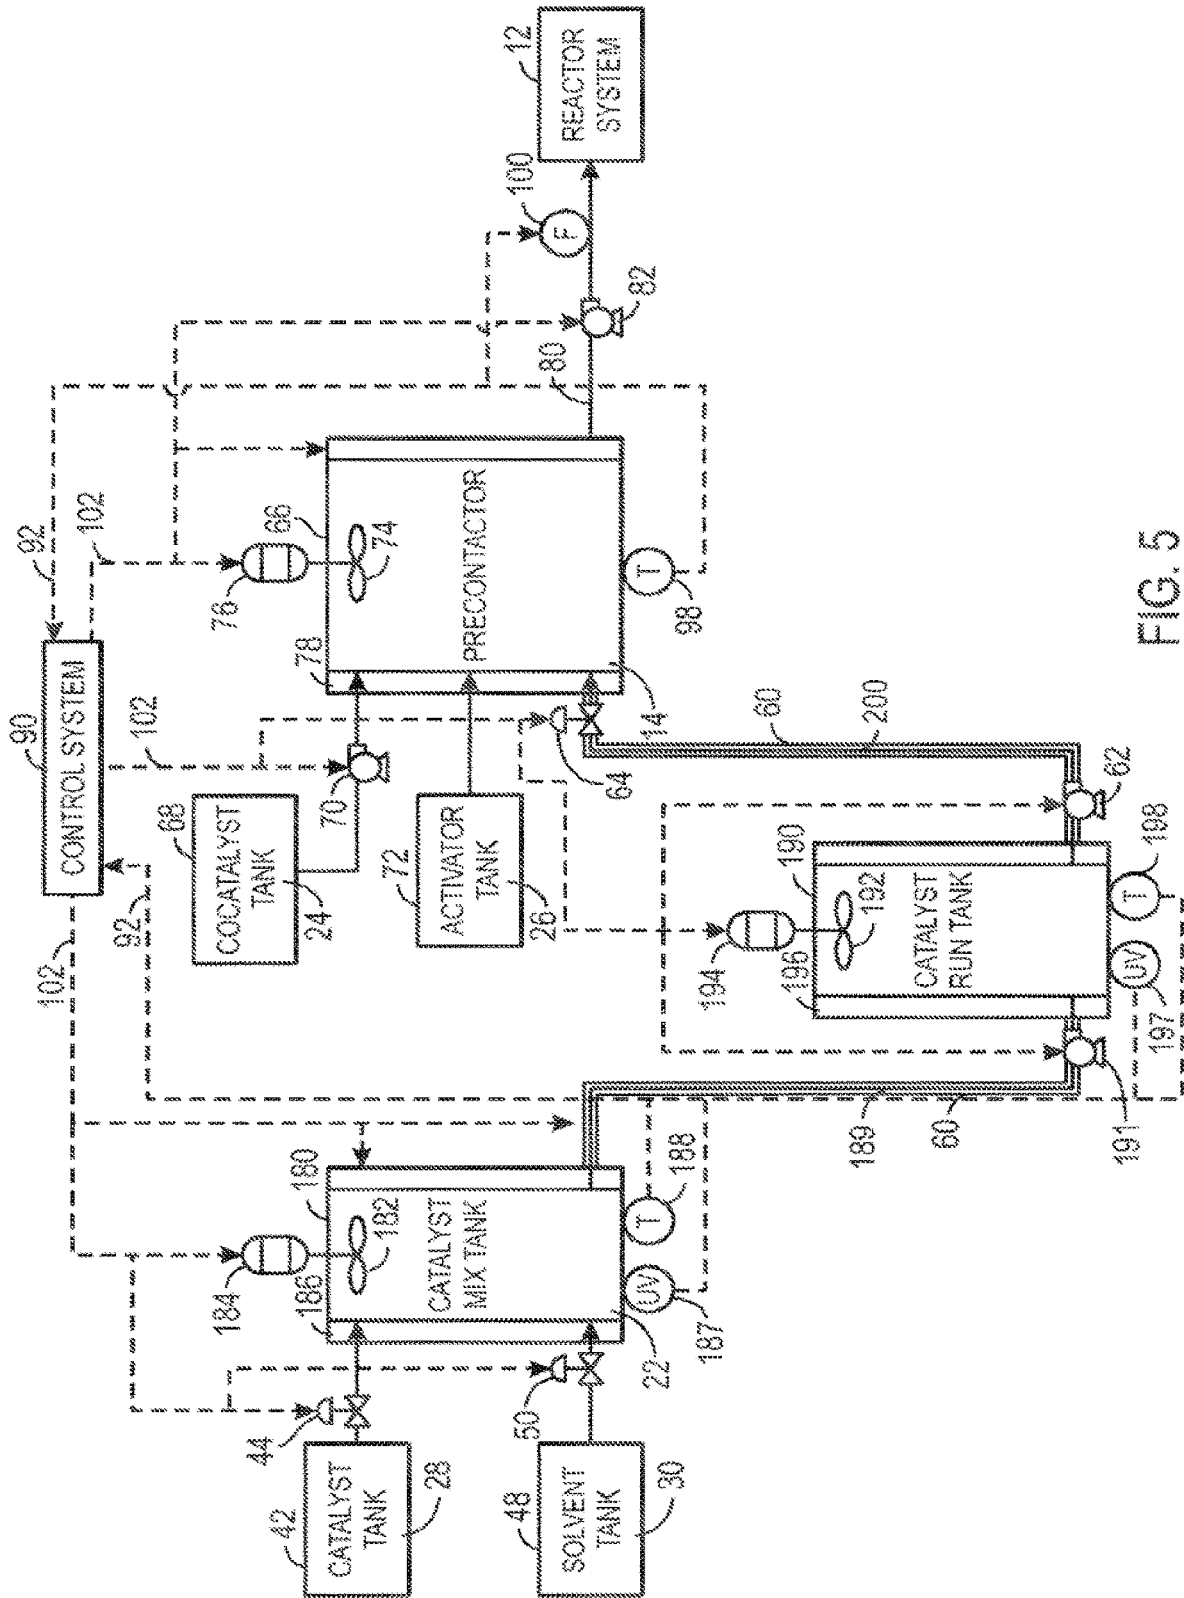 90
92
102
CONTROL SYSTEM
102
92
102
68
184
76
COCATALYST
TANK
44
42
66
186
180
24
78
CATALYST
TANK
70
182
74
72
28
CATALYST
MIX TANK
ACTIVATOR
TANK
PRECONTACTOR
48
50
100
12
26
F
SOLVENT
TANK
REACTOR
SYSTEM
80
64
UV
T
T
22
14
82
30
187
188
98
194
60
196
190
200
192
189
CATALYST
RUN TANK
60
191
UV
T
62
197
198
FIG. 5